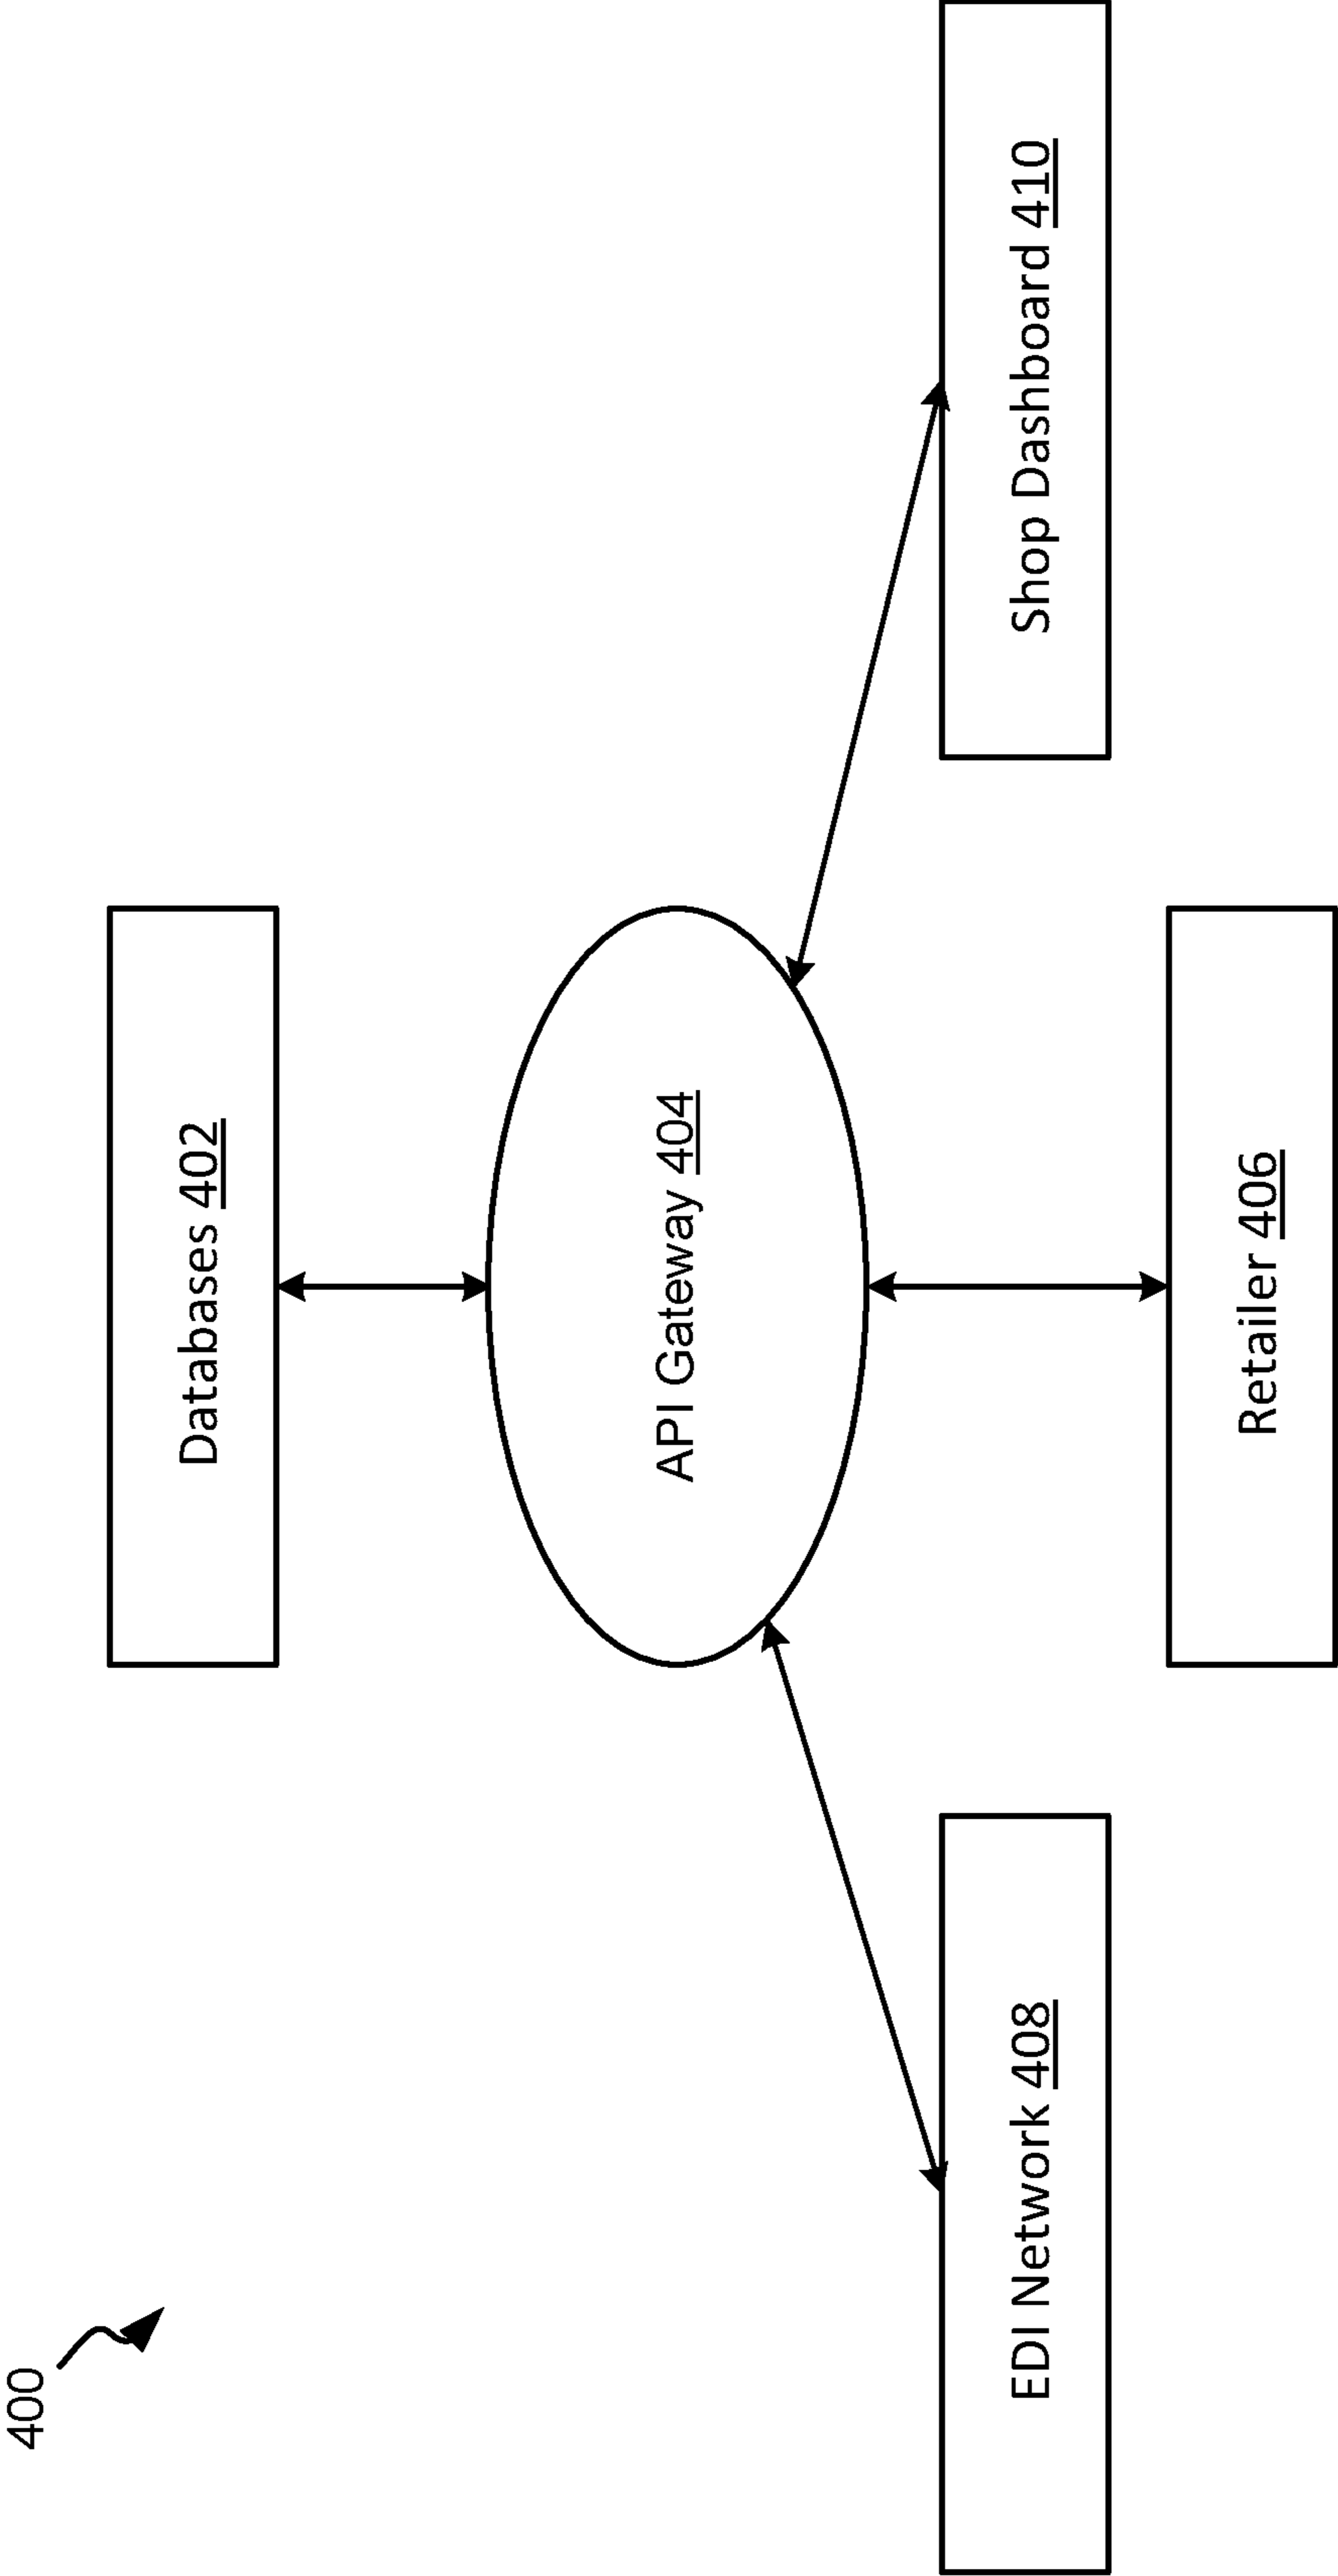 400
Databases 402
API Gateway 404
EDI Network 408
Shop Dashboard 410
Retailer 406